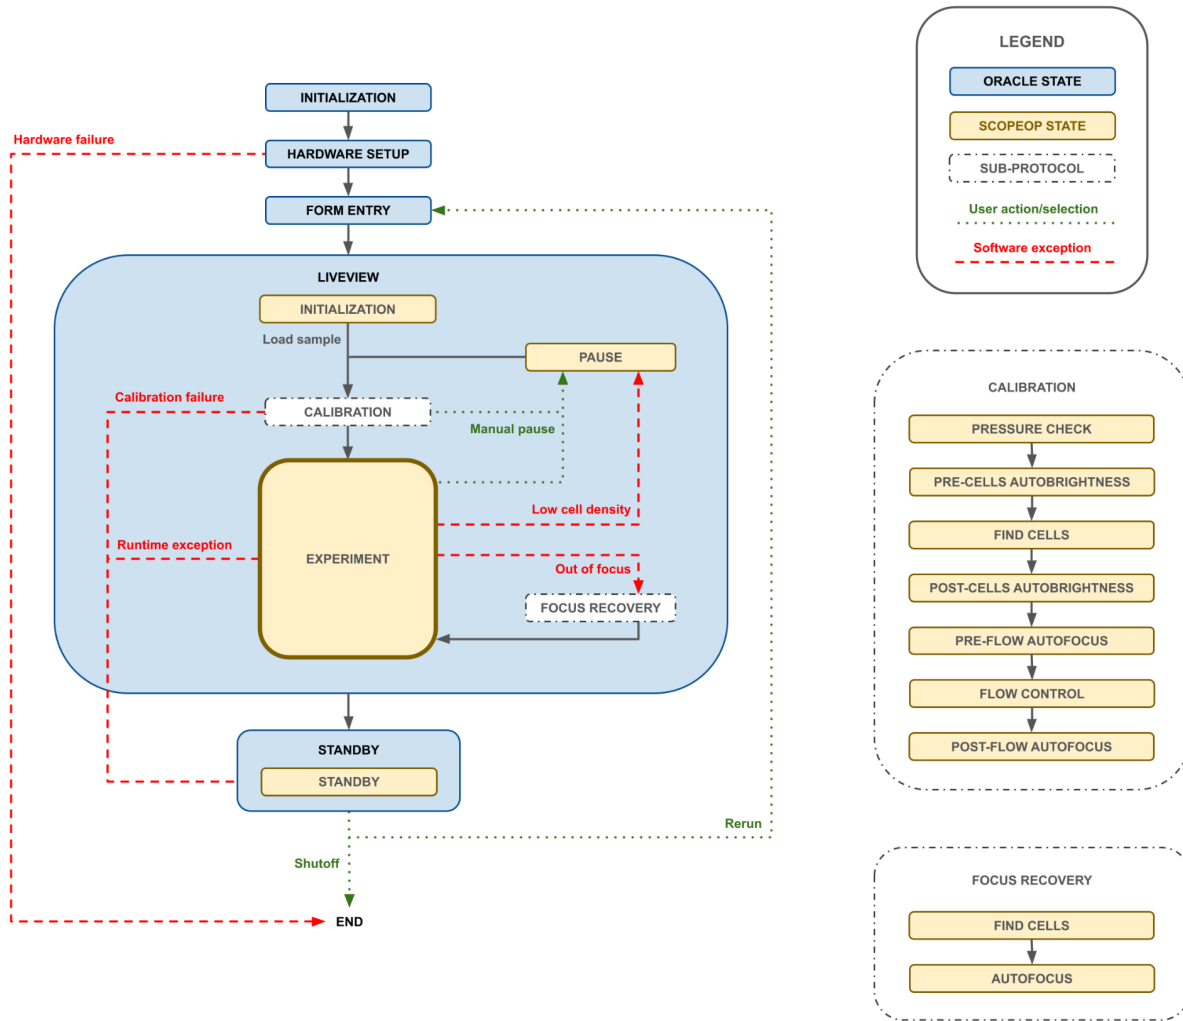 INITIALIZATION
Hardware failure
HARDWARE SETUP
FORM ENTRY
LIVEVIEW
INITIALIZATION
Load sample
PAUSE
Calibration failure
CALIBRATION
Manual pause
Low cell density
Runtime exception
EXPERIMENT
Out of focus
FOCUS RECOVERY
STANDBY
STANDBY
Rerun
Shutoff
END
LEGEND
ORACLE STATE
SCOPEOP STATE
SUB-PROTOCOL
User action/selection
Software exception
CALIBRATION
PRESSURE CHECK
PRE-CELLS AUTOBRIGHTNESS
FIND CELLS
POST-CELLS AUTOBRIGHTNESS
PRE-FLOW AUTOFOCUS
FLOW CONTROL
POST-FLOW AUTOFOCUS
FOCUS RECOVERY
FIND CELLS
AUTOFOCUS